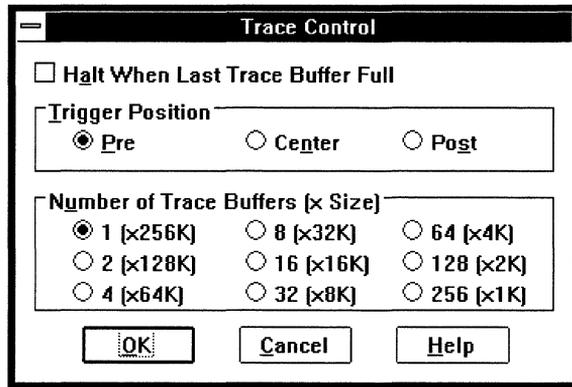 Trace Control
Halt When Last Trace Buffer Full
Trigger Position
Pre Center Post
Number of Trace Buffers (x Size)
1 (x256K) 8 (x32K) 64 (x4K)
2 (x128K) 16 (x16K) 128 (x2K)
4 (x64K) 32 (x8K) 256 (x1K)
OK Cancel Help